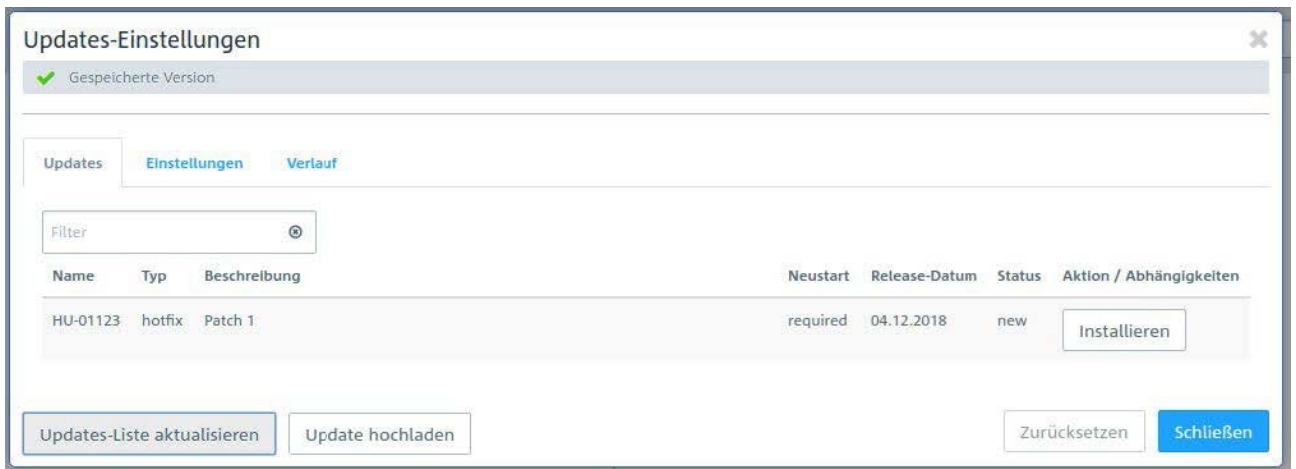 Updates-Einstellungen
Gespeicherte Version
Updates Einstellungen Verlauf
Filter
Name Typ Beschreibung Neustart Release-Datum Status Aktion / Abhängigkeiten
HU-01123 hotfix Patch 1 required 04.12.2018 new Installieren
Updates-Liste aktualisieren Update hochladen Zurücksetzen Schließen